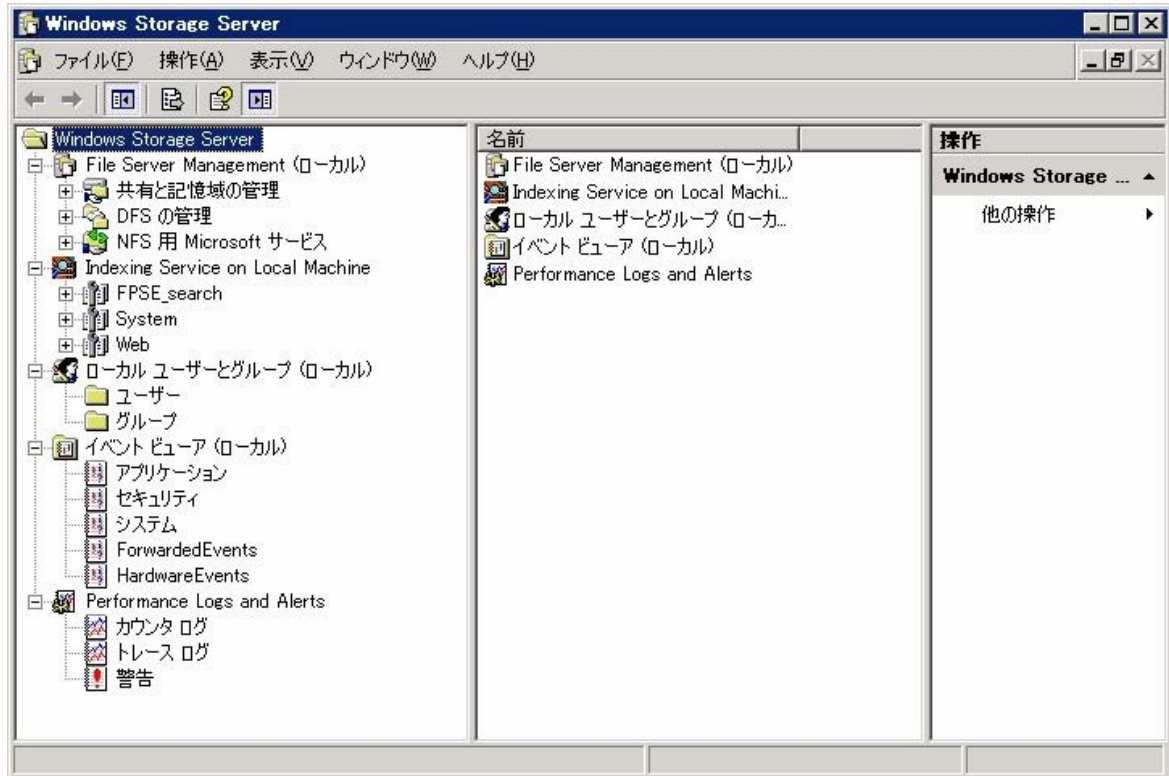 Windows Storage Server
ファイル(F) 操作(A) 表示(V) ウィンドウ(W) ヘルプ(H)
Windows Storage Server
File Server Management (ローカル)
共有と記憶域の管理
DFS の管理
NFS 用 Microsoft サービス
Indexing Service on Local Machine
FPSE_search
System
Web
ローカル ユーザーとグループ (ローカル)
ユーザー
グループ
イベント ビューア (ローカル)
アプリケーション
セキュリティ
システム
ForwardedEvents
HardwareEvents
Performance Logs and Alerts
カウンタ ログ
トレース ログ
警告
名前
File Server Management (ローカル)
Indexing Service on Local Machi...
ローカル ユーザーとグループ (ローカ...
イベント ビューア (ローカル)
Performance Logs and Alerts
操作
Windows Storage ...
他の操作